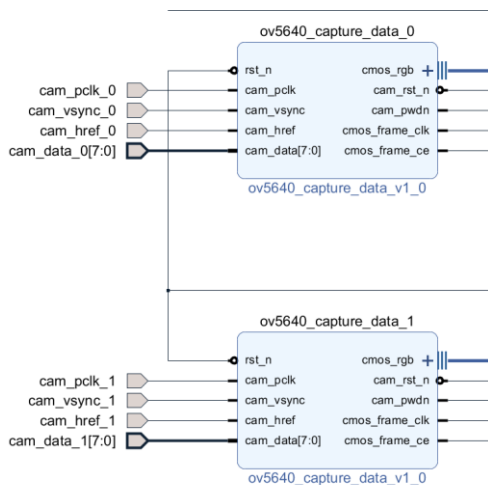 ov5640_capture_data_0
rst_n cmos_rgb
cam_pclk_0 cam_pclk cam_rst_n
cam_vsync_0 cam_vsync cam_pwdn
cam_href_0 cam_href cmos_frame_clk
cam_data_0[7:0] cam_data[7:0] cmos_frame_ce
ov5640_capture_data_v1_0
ov5640_capture_data_1
rst_n cmos_rgb
cam_pclk_1 cam_pclk cam_rst_n
cam_vsync_1 cam_vsync cam_pwdn
cam_href_1 cam_href cmos_frame_clk
cam_data_1[7:0] cam_data[7:0] cmos_frame_ce
ov5640_capture_data_v1_0